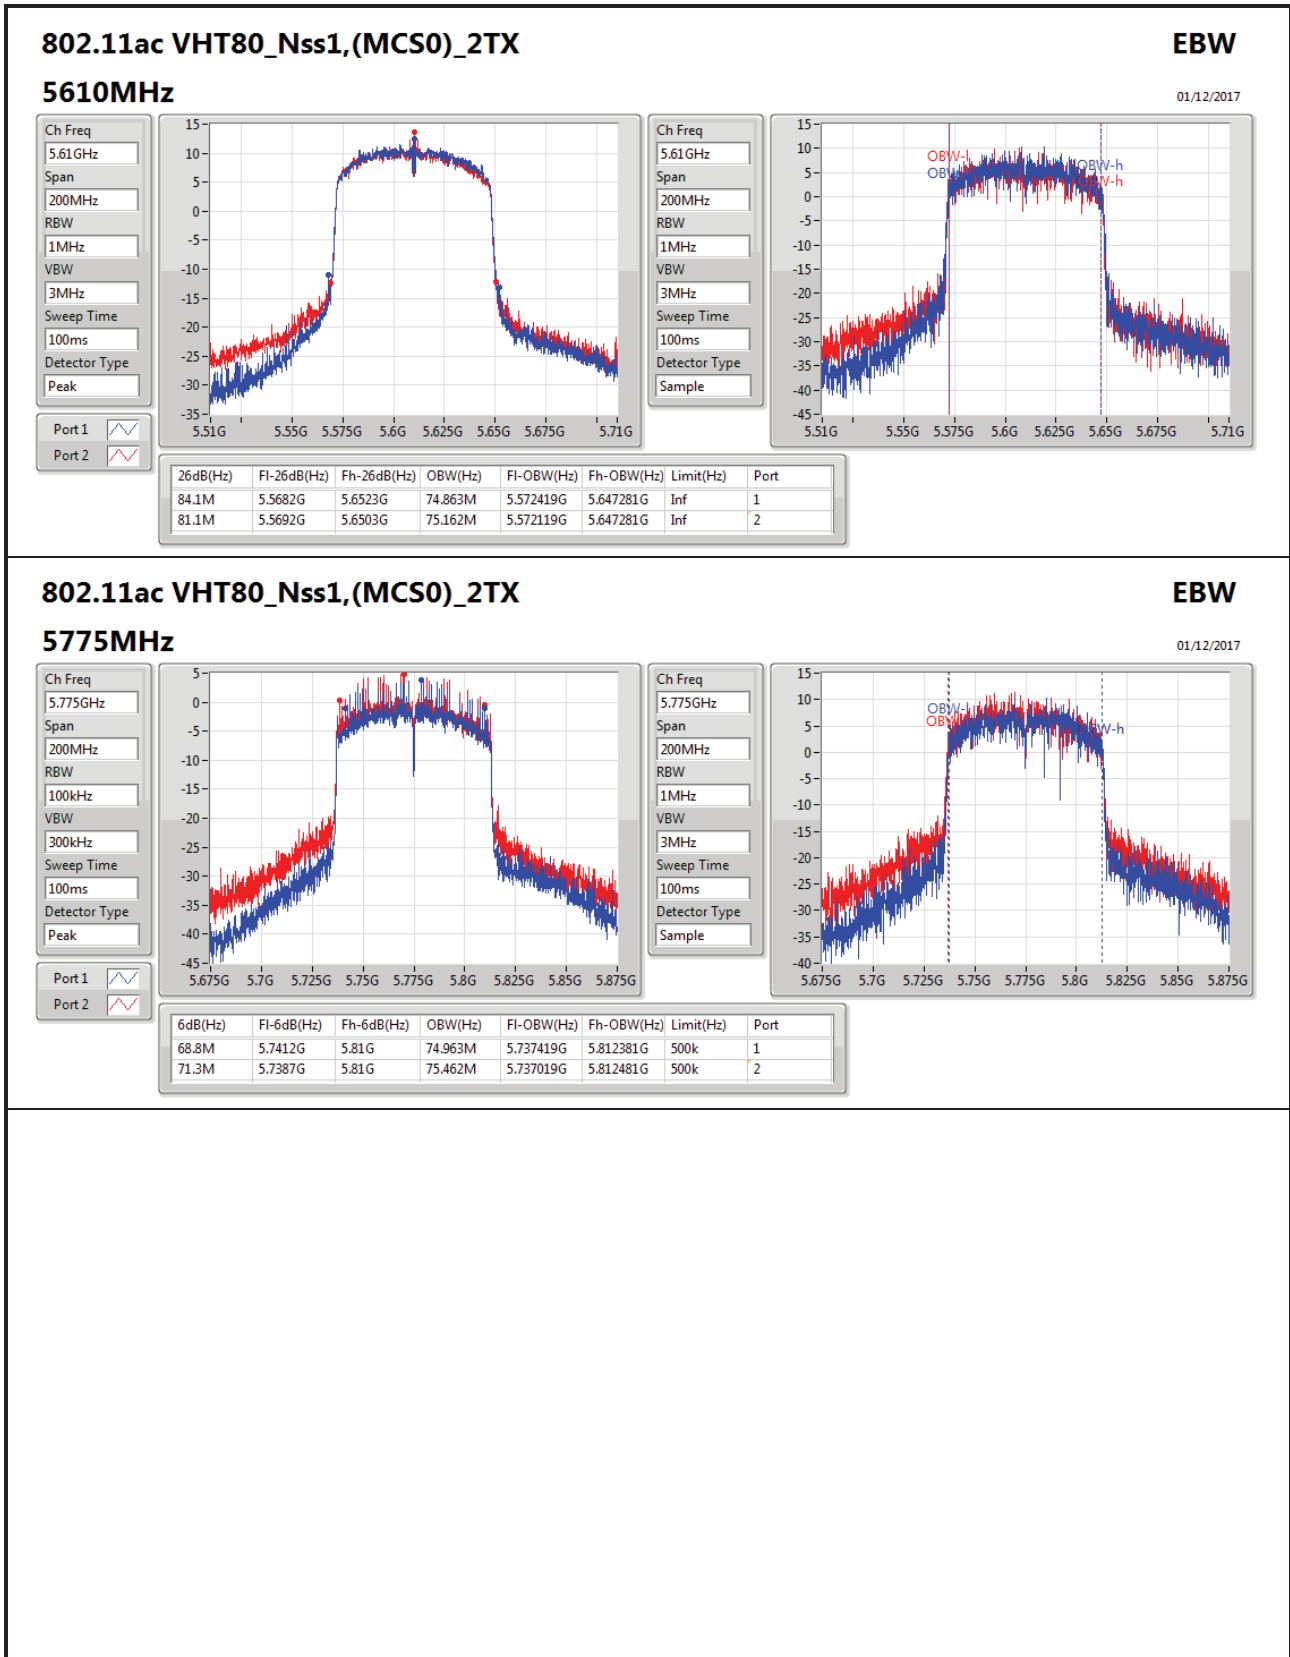 802.11ac VHT80_Nss1,(MCS0)_2TX EBW
5610MHz 01/12/2017
Ch Freq
5.61GHz
Span
200MHz
RBW
1MHz
VBW
3MHz
Sweep Time
100ms
Detector Type
Peak
Port 1
Port 2
15
10
5
0
-5
-10
-15
-20
-25
-30
-35
5.51G 5.55G 5.575G 5.6G 5.625G 5.65G 5.675G 5.71G
Ch Freq
5.61GHz
Span
200MHz
RBW
1MHz
VBW
3MHz
Sweep Time
100ms
Detector Type
Sample
15
10
5
0
-5
-10
-15
-20
-25
-30
-35
-40
-45
OBW-h
OBW-h
5.51G 5.55G 5.575G 5.6G 5.625G 5.65G 5.675G 5.71G
26dB(Hz) Fl-26dB(Hz) Fh-26dB(Hz) OBW(Hz) Fl-OBW(Hz) Fh-OBW(Hz) Limit(Hz) Port
84.1M 5.5682G 5.6523G 74.863M 5.572419G 5.647281G Inf 1
81.1M 5.5692G 5.6503G 75.162M 5.572119G 5.647281G Inf 2
802.11ac VHT80_Nss1,(MCS0)_2TX EBW
5775MHz 01/12/2017
Ch Freq
5.775GHz
Span
200MHz
RBW
100kHz
VBW
300kHz
Sweep Time
100ms
Detector Type
Peak
Port 1
Port 2
5
0
-5
-10
-15
-20
-25
-30
-35
-40
-45
5.675G 5.7G 5.725G 5.75G 5.775G 5.8G 5.825G 5.85G 5.875G
Ch Freq
5.775GHz
Span
200MHz
RBW
1MHz
VBW
3MHz
Sweep Time
100ms
Detector Type
Sample
15
10
5
0
-5
-10
-15
-20
-25
-30
-35
-40
5.675G 5.7G 5.725G 5.75G 5.775G 5.8G 5.825G 5.85G 5.875G
6dB(Hz) Fl-6dB(Hz) Fh-6dB(Hz) OBW(Hz) Fl-OBW(Hz) Fh-OBW(Hz) Limit(Hz) Port
68.8M 5.7412G 5.81G 74.963M 5.737419G 5.812381G 500k 1
71.3M 5.7387G 5.81G 75.462M 5.737019G 5.812481G 500k 2